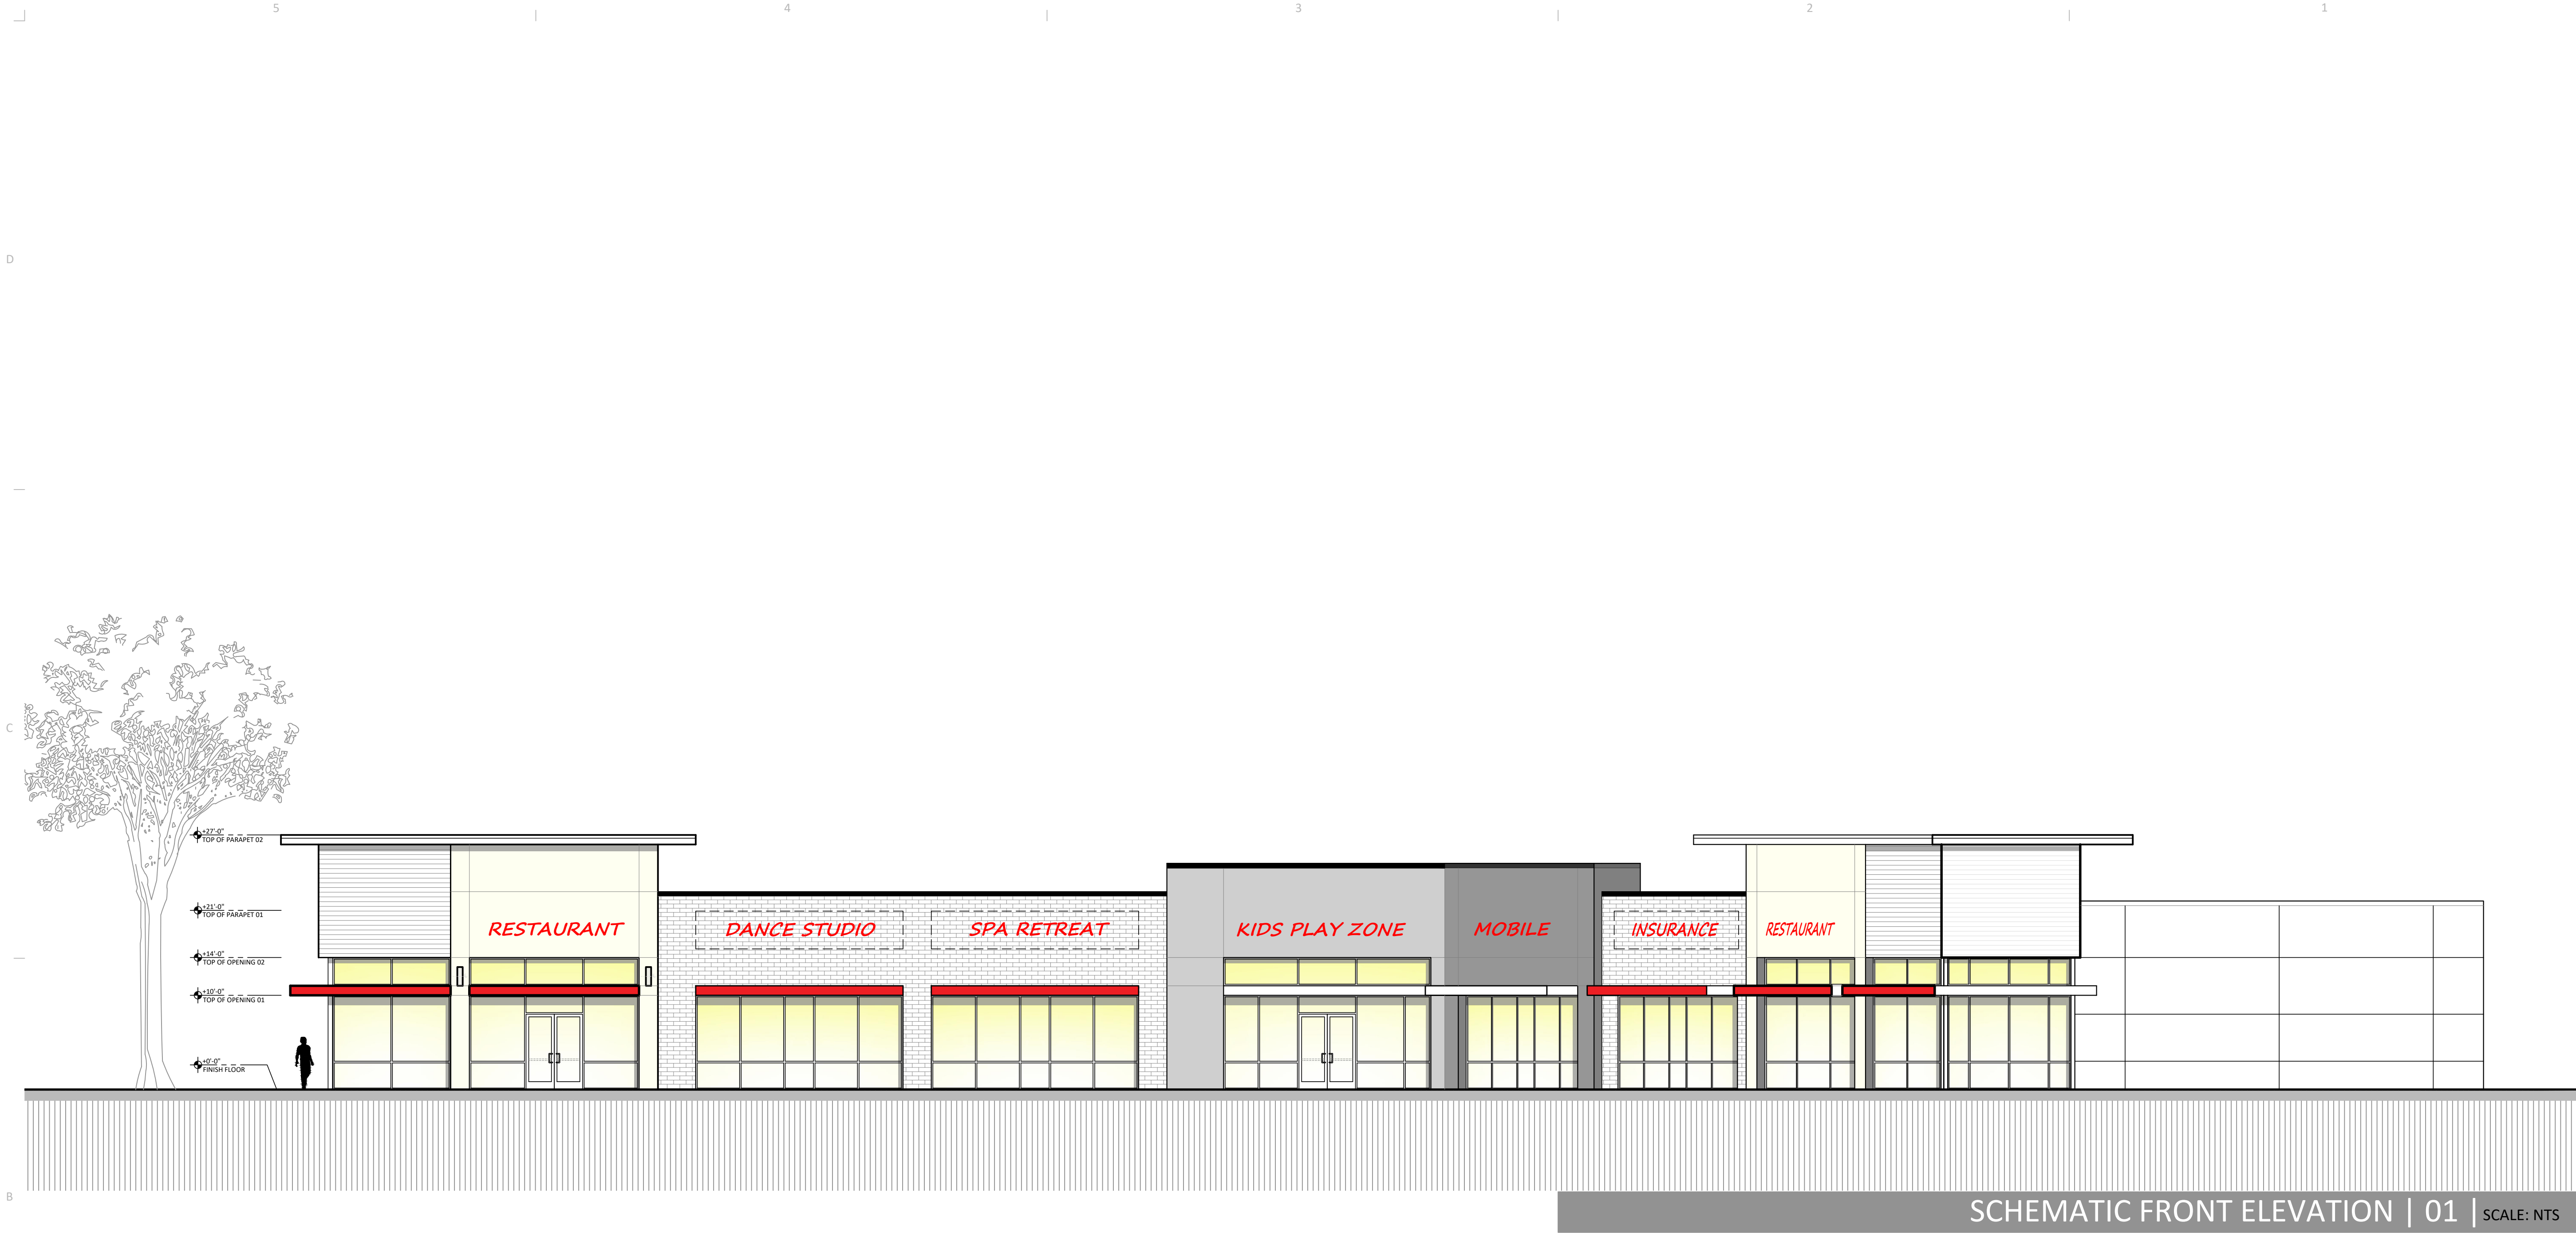 5 4 3 2 1
D
C
+27'-0"
TOP OF PARAPET 02
+21'-0"
TOP OF PARAPET 01
RESTAURANT DANCE STUDIO SPA RETREAT KIDS PLAY ZONE MOBILE INSURANCE RESTAURANT
+14'-0"
TOP OF OPENING 02
+10'-0"
TOP OF OPENING 01
+0'-0"
FINISH FLOOR
B
SCHEMATIC FRONT ELEVATION | 01 | SCALE: NTS